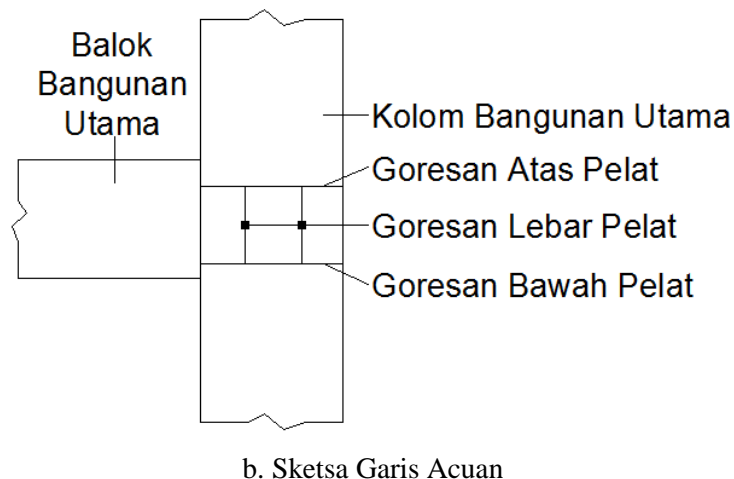 Balok
Bangunan
Utama
Kolom Bangunan Utama
Goresan Atas Pelat
Goresan Lebar Pelat
Goresan Bawah Pelat
b. Sketsa Garis Acuan